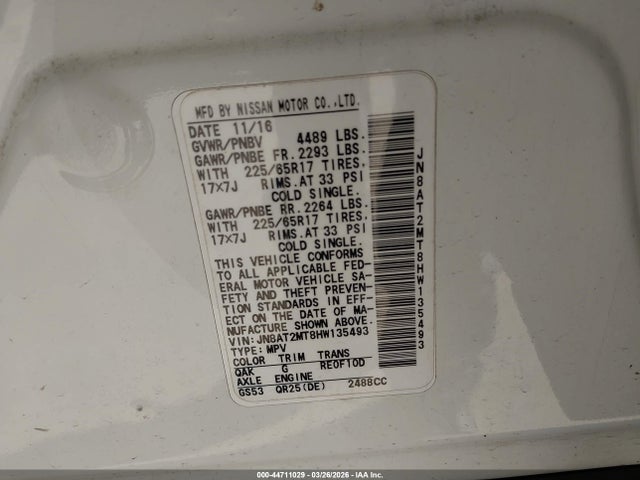 MFD BY NISSAN MOTOR CO.,LTD.
DATE 11/16
GVWR/PNBV 4489 LBS.
GAWR/PNBE FR. 2293 LBS.
WITH 225/65R17 TIRES,
17X7J RIMS.AT 33 PSI
COLD SINGLE.
GAWR/PNBE RR. 2264 LBS.
WITH 225/65R17 TIRES,
17X7J RIMS.AT 33 PSI
COLD SINGLE.
THIS VEHICLE CONFORMS
TO ALL APPLICABLE FED-
ERAL MOTOR VEHICLE SA-
FETY AND THEFT PREVEN-
TION STANDARDS IN EFF-
ECT ON THE DATE OF MA-
NUFACTURE SHOWN ABOVE.
VIN: JN8AT2MT8HW135493
TYPE: MPV
COLOR TRIM TRANS
QAK G RE0F10D
AXLE ENGINE
GS53 QR25(DE) 2488CC
JN8AT2MT8HW135493
000-44711029 | 03/26/2026 | IAA Inc.